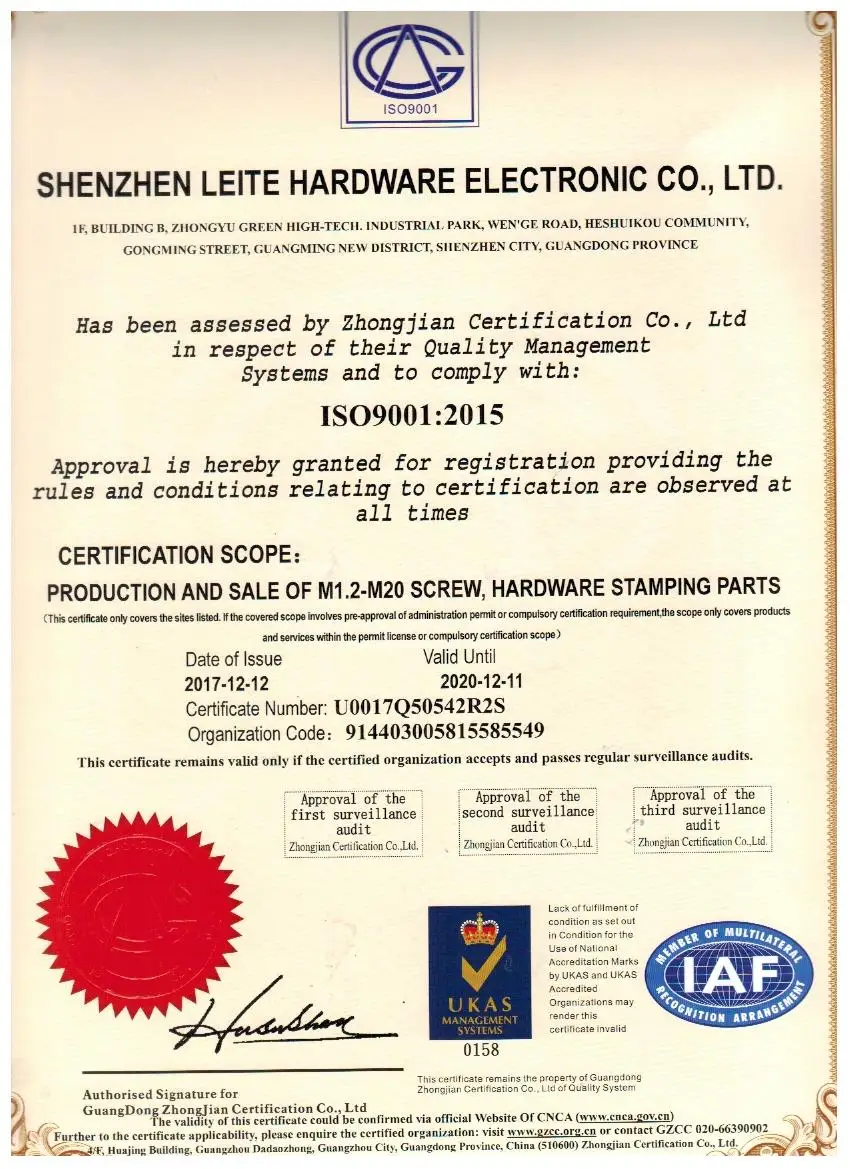 ISO9001
SHENZHEN LEITE HARDWARE ELECTRONIC CO., LTD.
1F, BUILDING B, ZHONGYU GREEN HIGH-TECH. INDUSTRIAL PARK, WEN'GE ROAD, HESHUIKOU COMMUNITY,
GONGMING STREET, GUANGMING NEW DISTRICT, SHENZHEN CITY, GUANGDONG PROVINCE
Has been assessed by Zhongjian Certification Co., Ltd
in respect of their Quality Management
Systems and to comply with:
ISO9001:2015
Approval is hereby granted for registration providing the
rules and conditions relating to certification are observed at
all times
CERTIFICATION SCOPE:
PRODUCTION AND SALE OF M1.2-M20 SCREW, HARDWARE STAMPING PARTS
(This certificate only covers the sites listed. If the covered scope involves pre-approval of administration permit or compulsory certification requirement,the scope only covers products
and services within the permit license or compulsory certification scope)
Date of Issue Valid Until
2017-12-12 2020-12-11
Certificate Number: U0017Q50542R2S
Organization Code: 914403005815585549
This certificate remains valid only if the certified organization accepts and passes regular surveillance audits.
Approval of the
first surveillance
audit
Zhongjian Certification Co.,Ltd.
Approval of the
second surveillance
audit
Zhongjian Certification Co.,Ltd.
Approval of the
third surveillance
audit
Zhongjian Certification Co.,Ltd.
UKAS
MANAGEMENT
SYSTEMS
0158
Lack of fulfillment of
condition as set out
in Condition for the
Use of National
Accreditation Marks
by UKAS and UKAS
Accredited
Organizations may
render this
certificate invalid
MEMBER OF MULTILATERAL
IAF
RECOGNITION ARRANGEMENT
This certificate remains the property of Guangdong
Zhongjian Certification Co., Ltd of Quality System
Authorised Signature for
GuangDong ZhongJian Certification Co., Ltd
The validity of this certificate could be confirmed via official Website Of CNCA (www.cnca.gov.cn)
Further to the certificate applicability, please enquire the certified organization: visit www.gzcc.org.cn or contact GZCC 020-66390902
4/F, Huajing Building, Guangzhou Dadaozhong, Guangzhou City, Guangdong Province, China (510600) Zhongjian Certification Co., Ltd.